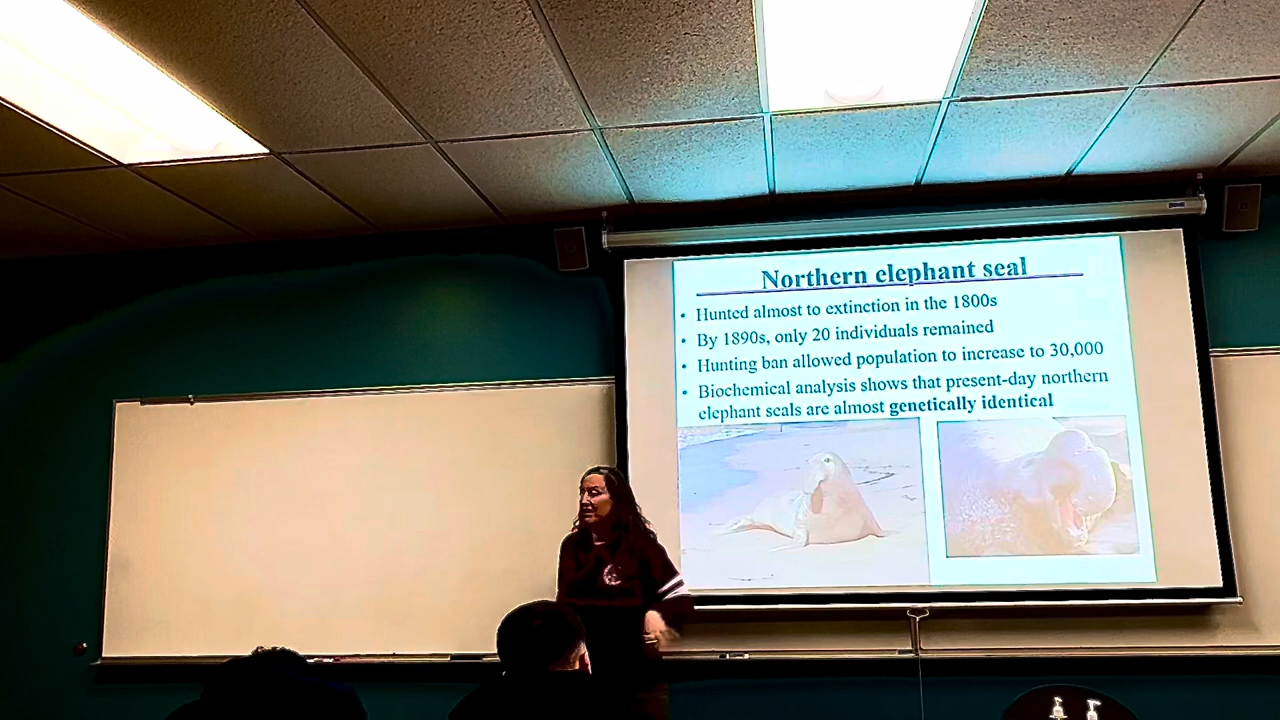 Northern elephant seal
• Hunted almost to extinction in the 1800s
• By 1890s, only 20 individuals remained
• Hunting ban allowed population to increase to 30,000
• Biochemical analysis shows that present-day northern
elephant seals are almost genetically identical